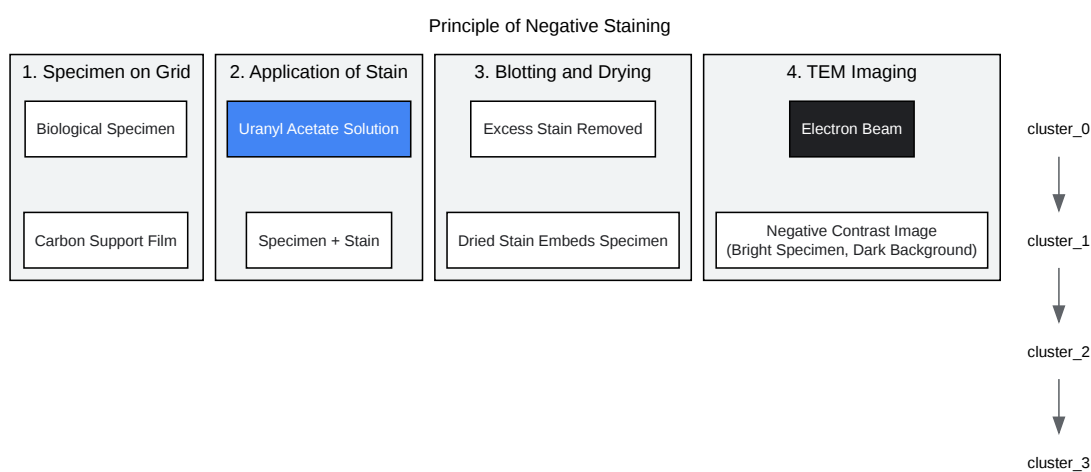 Principle of Negative Staining
1. Specimen on Grid
Biological Specimen
Carbon Support Film
2. Application of Stain
Uranyl Acetate Solution
Specimen + Stain
3. Blotting and Drying
Excess Stain Removed
Dried Stain Embeds Specimen
4. TEM Imaging
Electron Beam
Negative Contrast Image
(Bright Specimen, Dark Background)
cluster_0
cluster_1
cluster_2
cluster_3